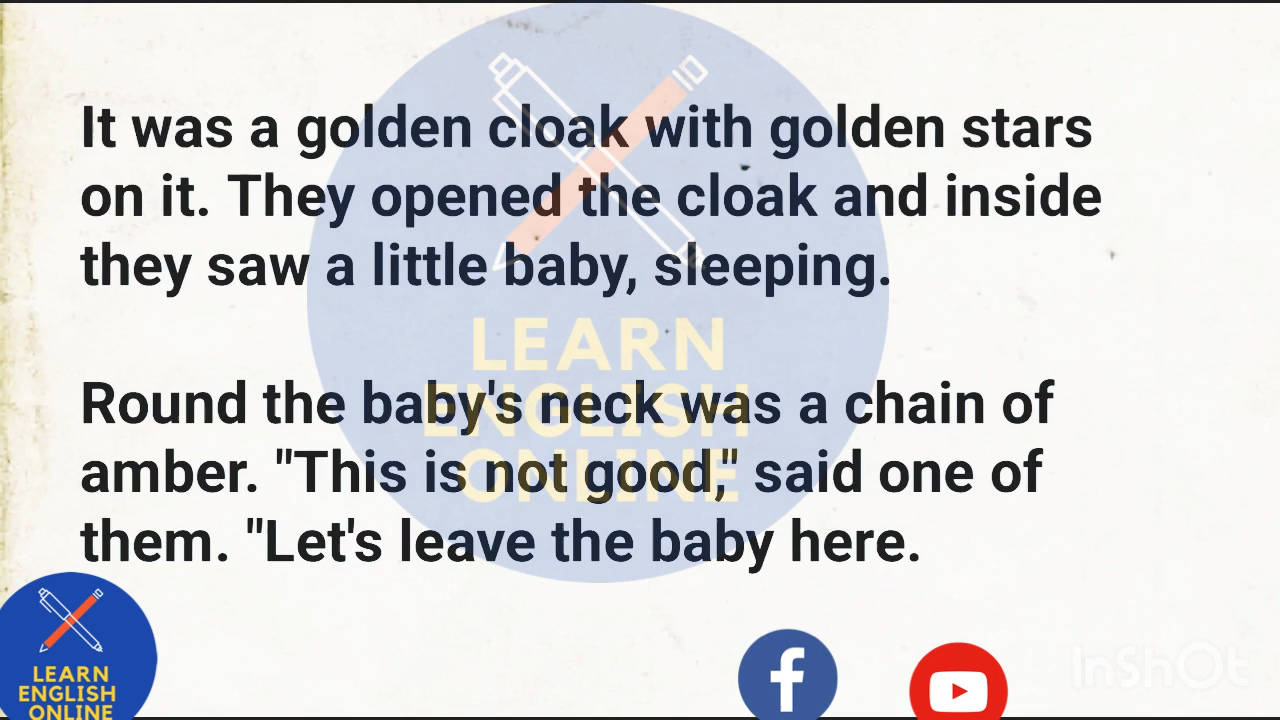 It was a golden cloak with golden stars
on it. They opened the cloak and inside
they saw a little baby, sleeping.
Round the baby's neck was a chain of
amber. "This is not good," said one of
them. "Let's leave the baby here.
LEARN
ENGLISH
ONLINE
LEARN
ENGLISH
ONLINE
InShOt